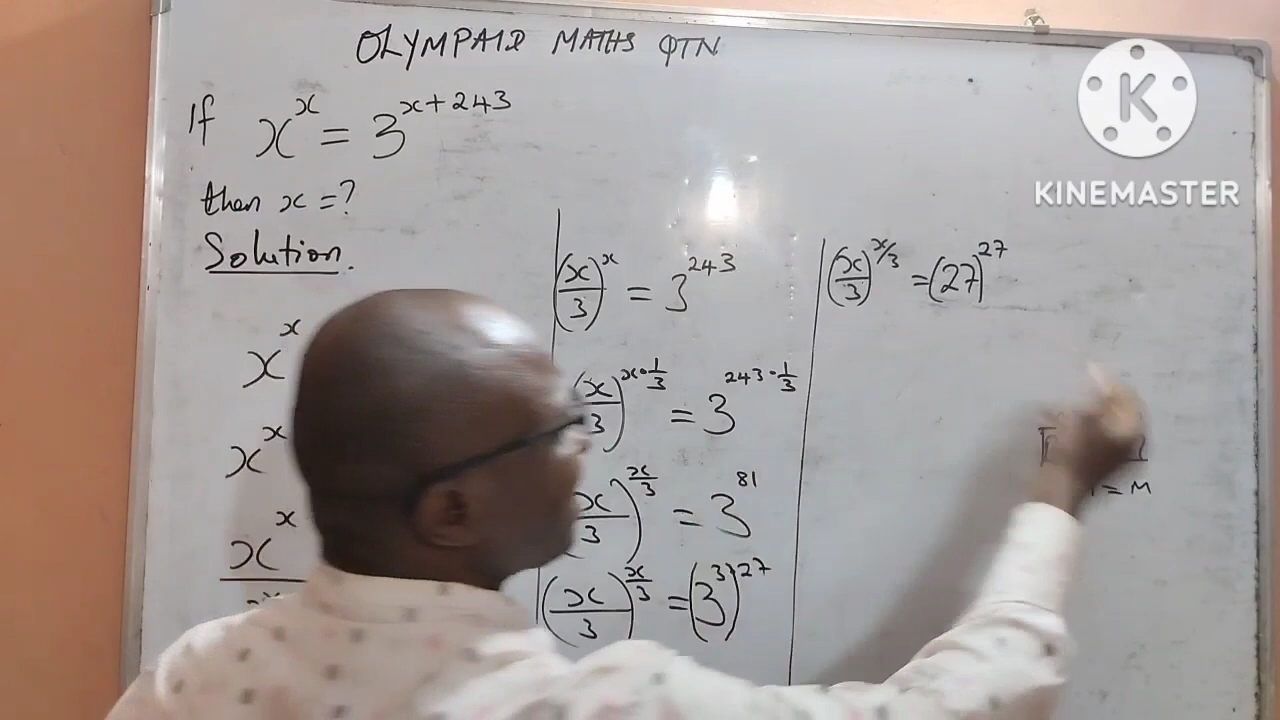 OLYMPAID MATHS QTN
If x^x = 3^(x+243)
then x = ?
Solution.
x^x
x^x
x^x
(x/3)^x = 3^243
(x/3)^(x·1/3) = 3^(243·1/3)
(x/3)^(x/3) = 3^81
(x/3)^(x/3) = (3^3)^27
(x/3)^(x/3) = (27)^27
= M
K
KINEMASTER